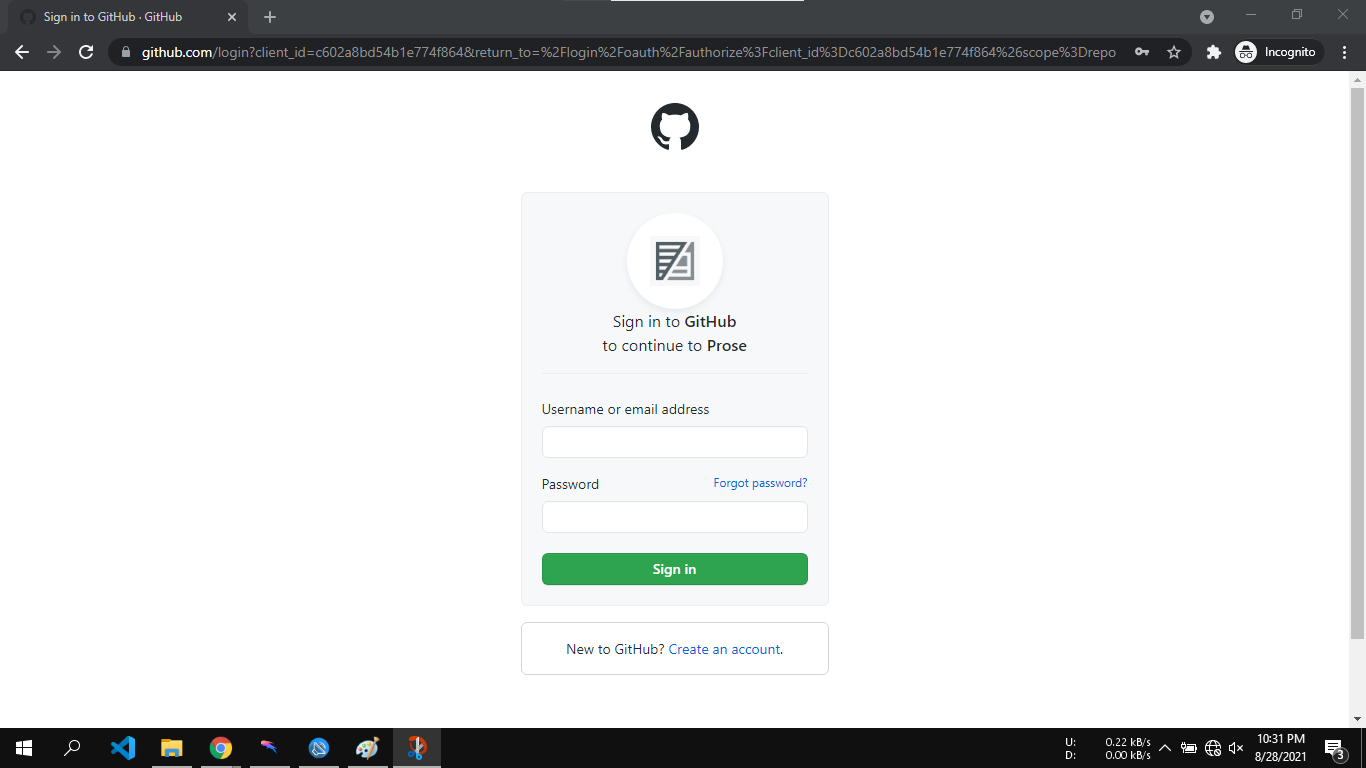 Sign in to GitHub · GitHub
github.com/login?client_id=c602a8bd54b1e774f864&return_to=%2Flogin%2Foauth%2Fauthorize%3Fclient_id%3Dc602a8bd54b1e774f864%26scope%3Drepo
Incognito
Sign in to GitHub
to continue to Prose
Username or email address
Password
Forgot password?
Sign in
New to GitHub? Create an account.
U: 0.22 kB/s
D: 0.00 kB/s
10:31 PM
8/28/2021
3